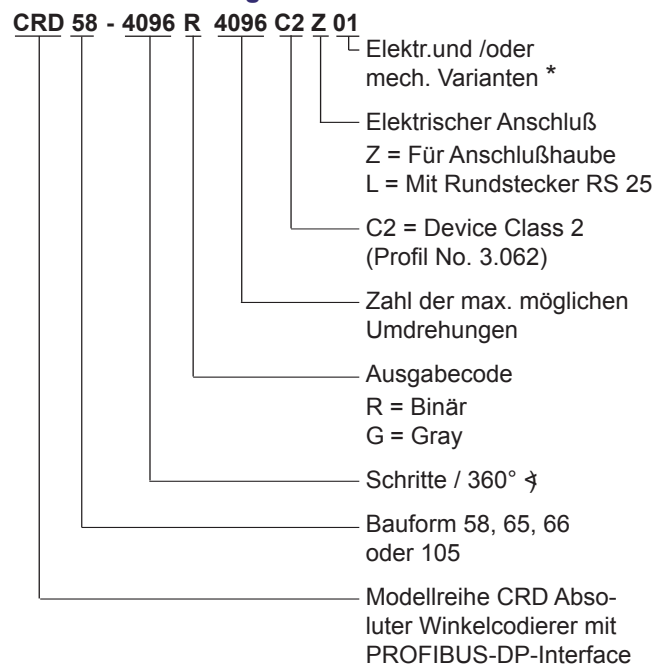 CRD 58 - 4096 R 4096 C2 Z 01
Elektr.und /oder
mech. Varianten *
Elektrischer Anschluß
Z = Für Anschlußhaube
L = Mit Rundstecker RS 25
C2 = Device Class 2
(Profil No. 3.062)
Zahl der max. möglichen
Umdrehungen
Ausgabecode
R = Binär
G = Gray
Schritte / 360° ∢
Bauform 58, 65, 66
oder 105
Modellreihe CRD Abso-
luter Winkelcodierer mit
PROFIBUS-DP-Interface